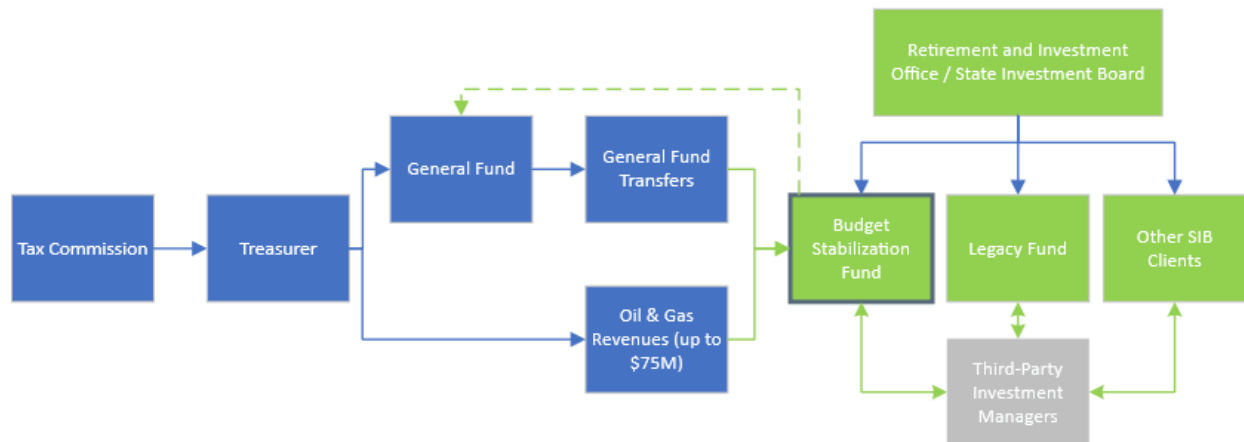 Retirement and Investment
Office / State Investment Board
General Fund
General Fund
Transfers
Tax Commission
Treasurer
Budget
Stabilization
Fund
Legacy Fund
Other SIB
Clients
Oil & Gas
Revenues (up to
$75M)
Third-Party
Investment
Managers